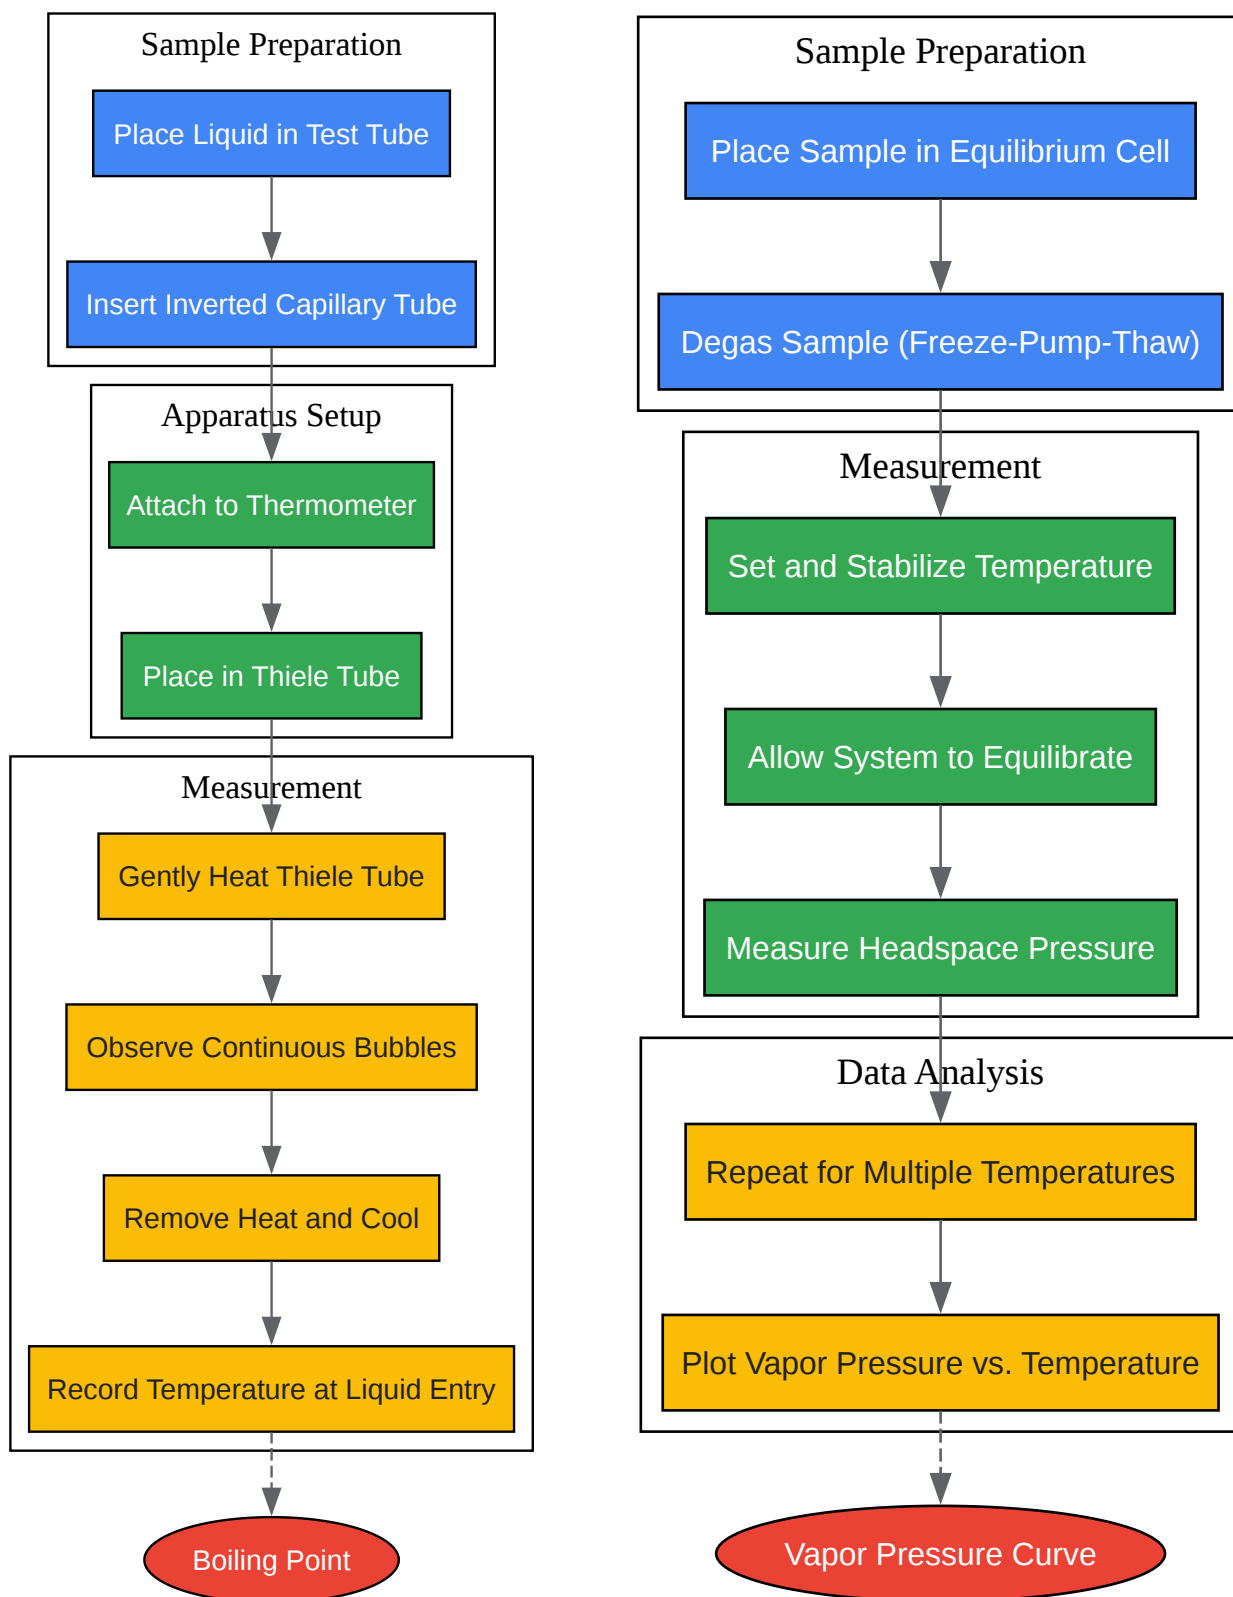 Sample Preparation
Place Liquid in Test Tube
Insert Inverted Capillary Tube
Apparatus Setup
Attach to Thermometer
Place in Thiele Tube
Measurement
Gently Heat Thiele Tube
Observe Continuous Bubbles
Remove Heat and Cool
Record Temperature at Liquid Entry
Boiling Point
Sample Preparation
Place Sample in Equilibrium Cell
Degas Sample (Freeze-Pump-Thaw)
Measurement
Set and Stabilize Temperature
Allow System to Equilibrate
Measure Headspace Pressure
Data Analysis
Repeat for Multiple Temperatures
Plot Vapor Pressure vs. Temperature
Vapor Pressure Curve